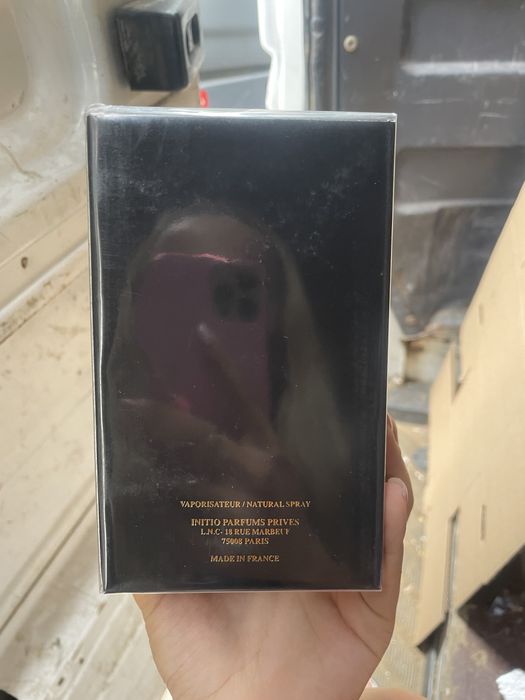 VAPORISATEUR / NATURAL SPRAY
INITIO PARFUMS PRIVES
L.N.C- 18 RUE MARBEUF
75008 PARIS
MADE IN FRANCE